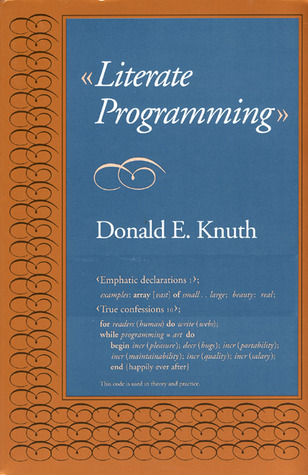 «Literate
Programming»
Donald E. Knuth
‹Emphatic declarations 7›;
examples: array [vast] of small . . large; beauty: real;
‹True confessions 10›;
for readers (human) do write (webs);
while programming = art do
begin incr (pleasure); decr (bugs); incr (portability);
incr (maintainability); incr (quality); incr (salary);
end {happily ever after}
This code is used in theory and practice.